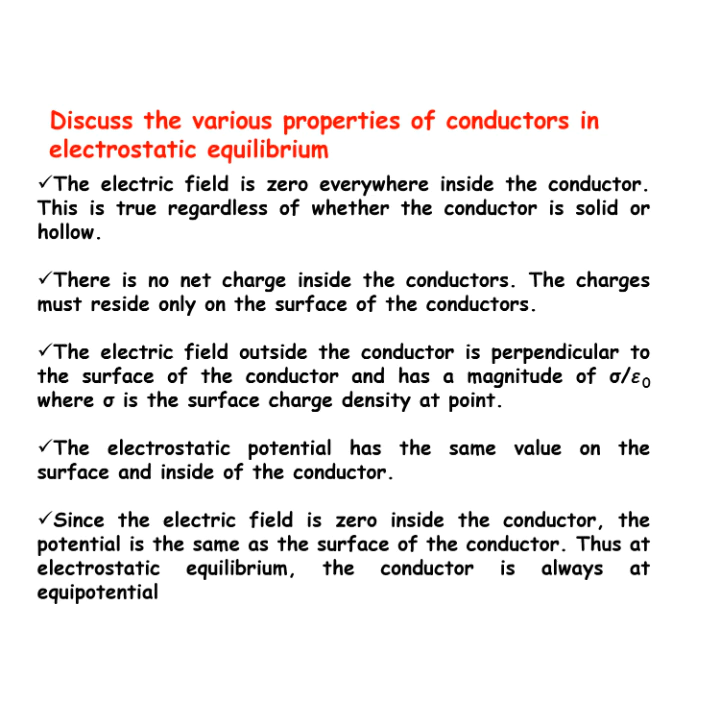 Discuss the various properties of conductors in
electrostatic equilibrium
✓The electric field is zero everywhere inside the conductor.
This is true regardless of whether the conductor is solid or
hollow.
✓There is no net charge inside the conductors. The charges
must reside only on the surface of the conductors.
✓The electric field outside the conductor is perpendicular to
the surface of the conductor and has a magnitude of σ/ε₀
where σ is the surface charge density at point.
✓The electrostatic potential has the same value on the
surface and inside of the conductor.
✓Since the electric field is zero inside the conductor, the
potential is the same as the surface of the conductor. Thus at
electrostatic equilibrium, the conductor is always at
equipotential